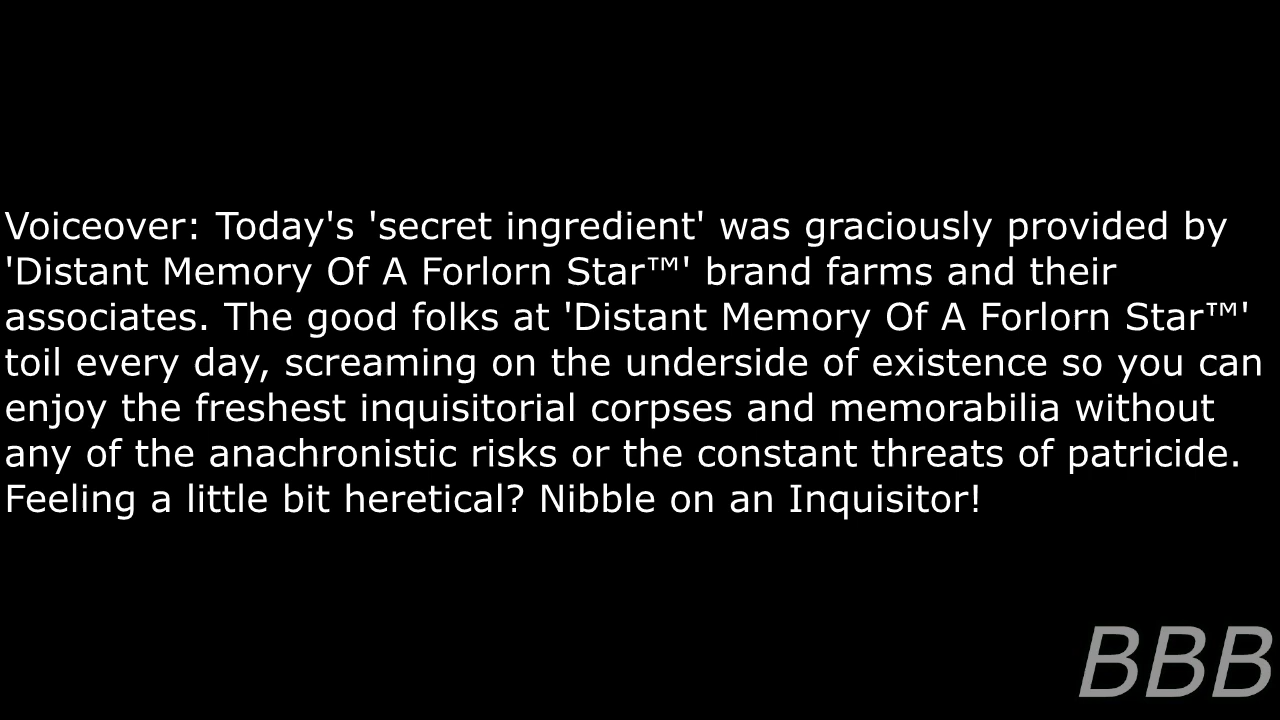 Voiceover: Today's 'secret ingredient' was graciously provided by
'Distant Memory Of A Forlorn Star™' brand farms and their
associates. The good folks at 'Distant Memory Of A Forlorn Star™'
toil every day, screaming on the underside of existence so you can
enjoy the freshest inquisitorial corpses and memorabilia without
any of the anachronistic risks or the constant threats of patricide.
Feeling a little bit heretical? Nibble on an Inquisitor!
BBB